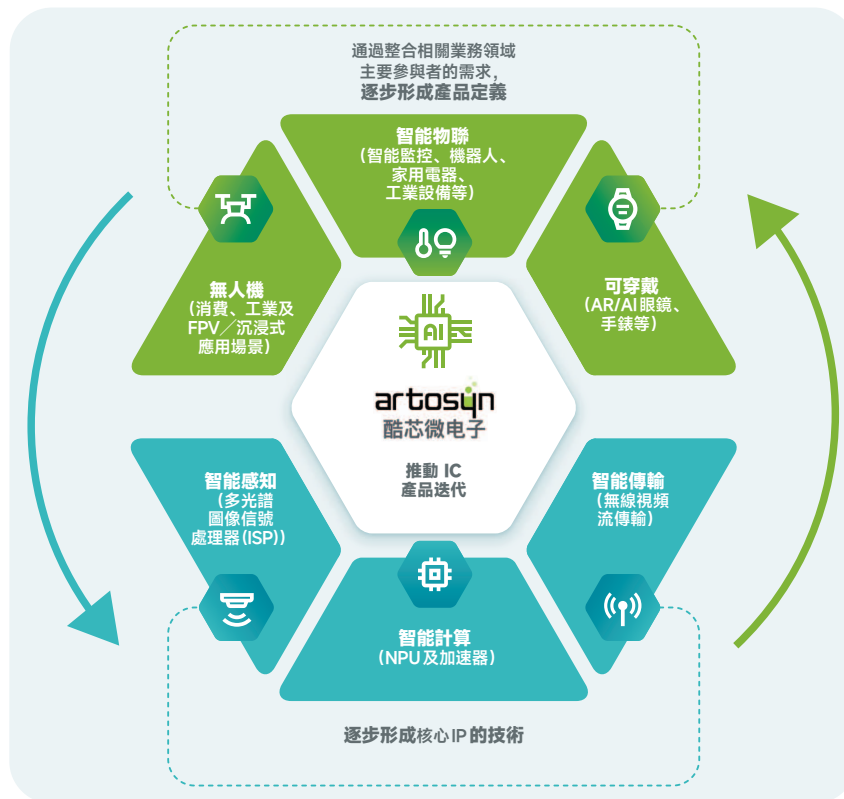 通過整合相關業務領域
主要參與者的需求，
逐步形成產品定義
智能物聯
（智能監控、機器人、
家用電器、
工業設備等）
無人機
（消費、工業及
FPV／沉浸式
應用場景）
可穿戴
（AR/AI眼鏡、
手錶等）
AI
artosyn
酷芯微电子
推動 IC
產品迭代
智能感知
（多光譜
圖像信號
處理器(ISP)）
智能傳輸
（無線視頻
流傳輸）
智能計算
（NPU及加速器）
逐步形成核心IP的技術